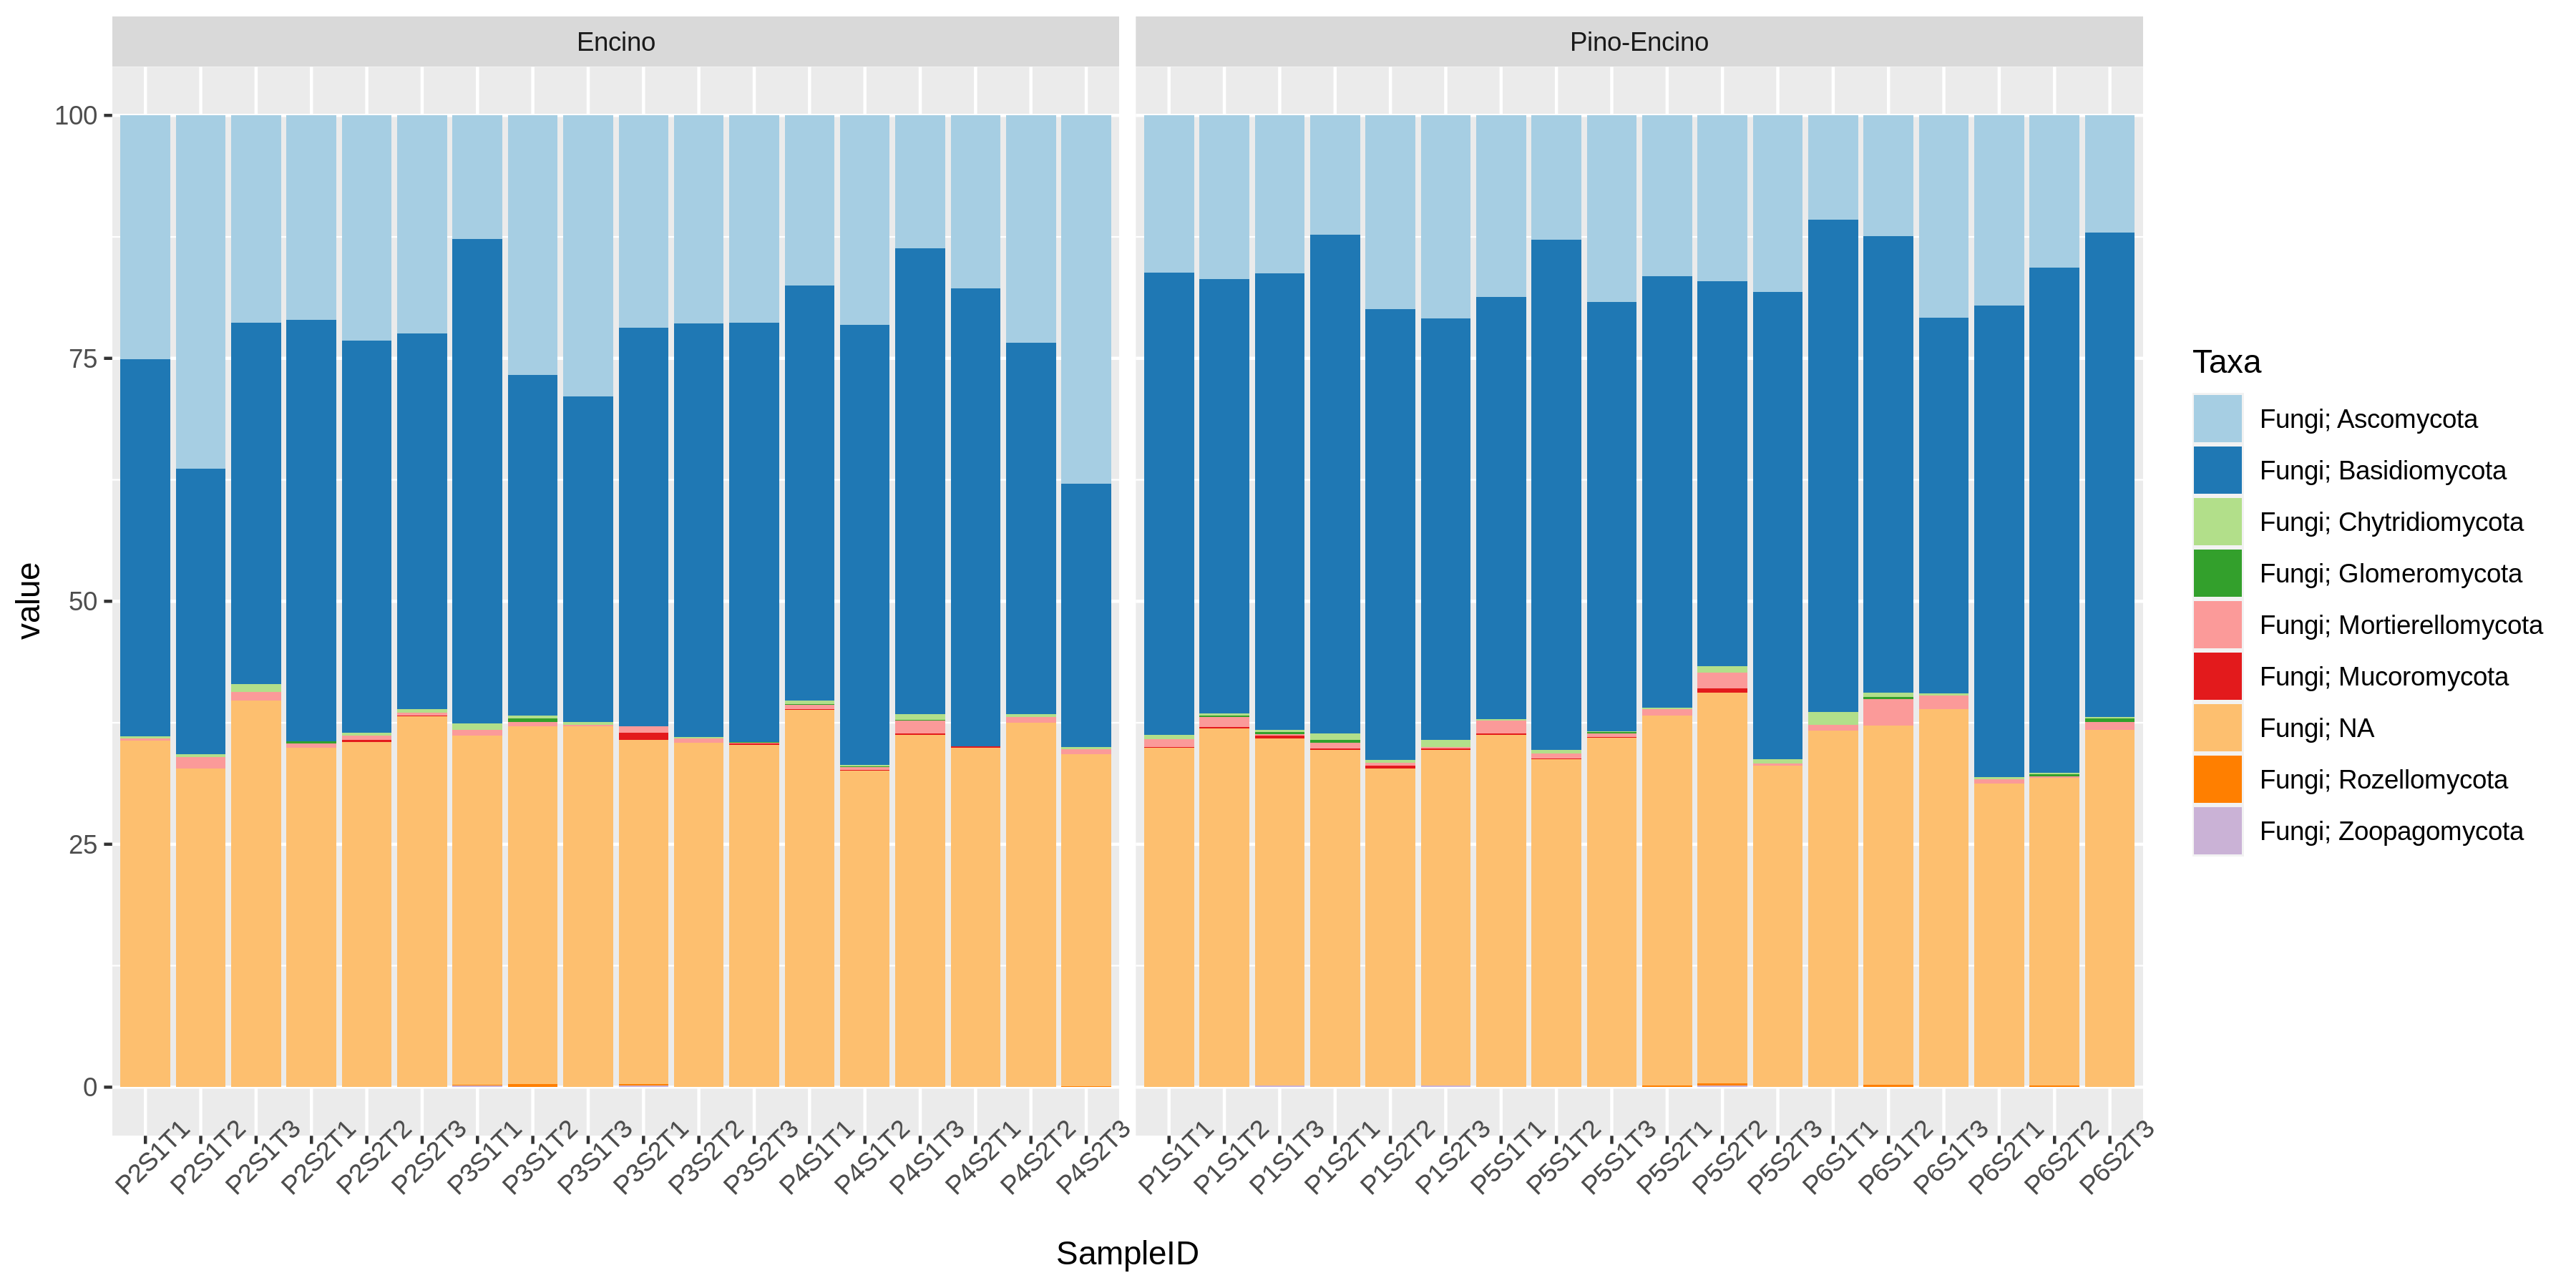 Encino
Pino-Encino
100
75
50
25
0
value
P2S1T1
P2S1T2
P2S1T3
P2S2T1
P2S2T2
P2S2T3
P3S1T1
P3S1T2
P3S1T3
P3S2T1
P3S2T2
P3S2T3
P4S1T1
P4S1T2
P4S1T3
P4S2T1
P4S2T2
P4S2T3
P1S1T1
P1S1T2
P1S1T3
P1S2T1
P1S2T2
P1S2T3
P5S1T1
P5S1T2
P5S1T3
P5S2T1
P5S2T2
P5S2T3
P6S1T1
P6S1T2
P6S1T3
P6S2T1
P6S2T2
P6S2T3
SampleID
Taxa
Fungi; Ascomycota
Fungi; Basidiomycota
Fungi; Chytridiomycota
Fungi; Glomeromycota
Fungi; Mortierellomycota
Fungi; Mucoromycota
Fungi; NA
Fungi; Rozellomycota
Fungi; Zoopagomycota